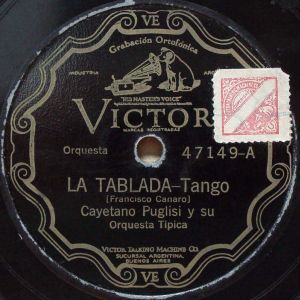 VE
Grabación Ortofónica
INDUSTRIA
"HIS MASTER'S VOICE"
VICTOR
MARCAS REGISTRADAS
Orquesta
47149-A
LA TABLADA-Tango
(Francisco Canaro)
Cayetano Puglisi y su
Orquesta Típica
VICTOR TALKING MACHINE CO.
SUCURSAL ARGENTINA,
BUENOS AIRES
VE